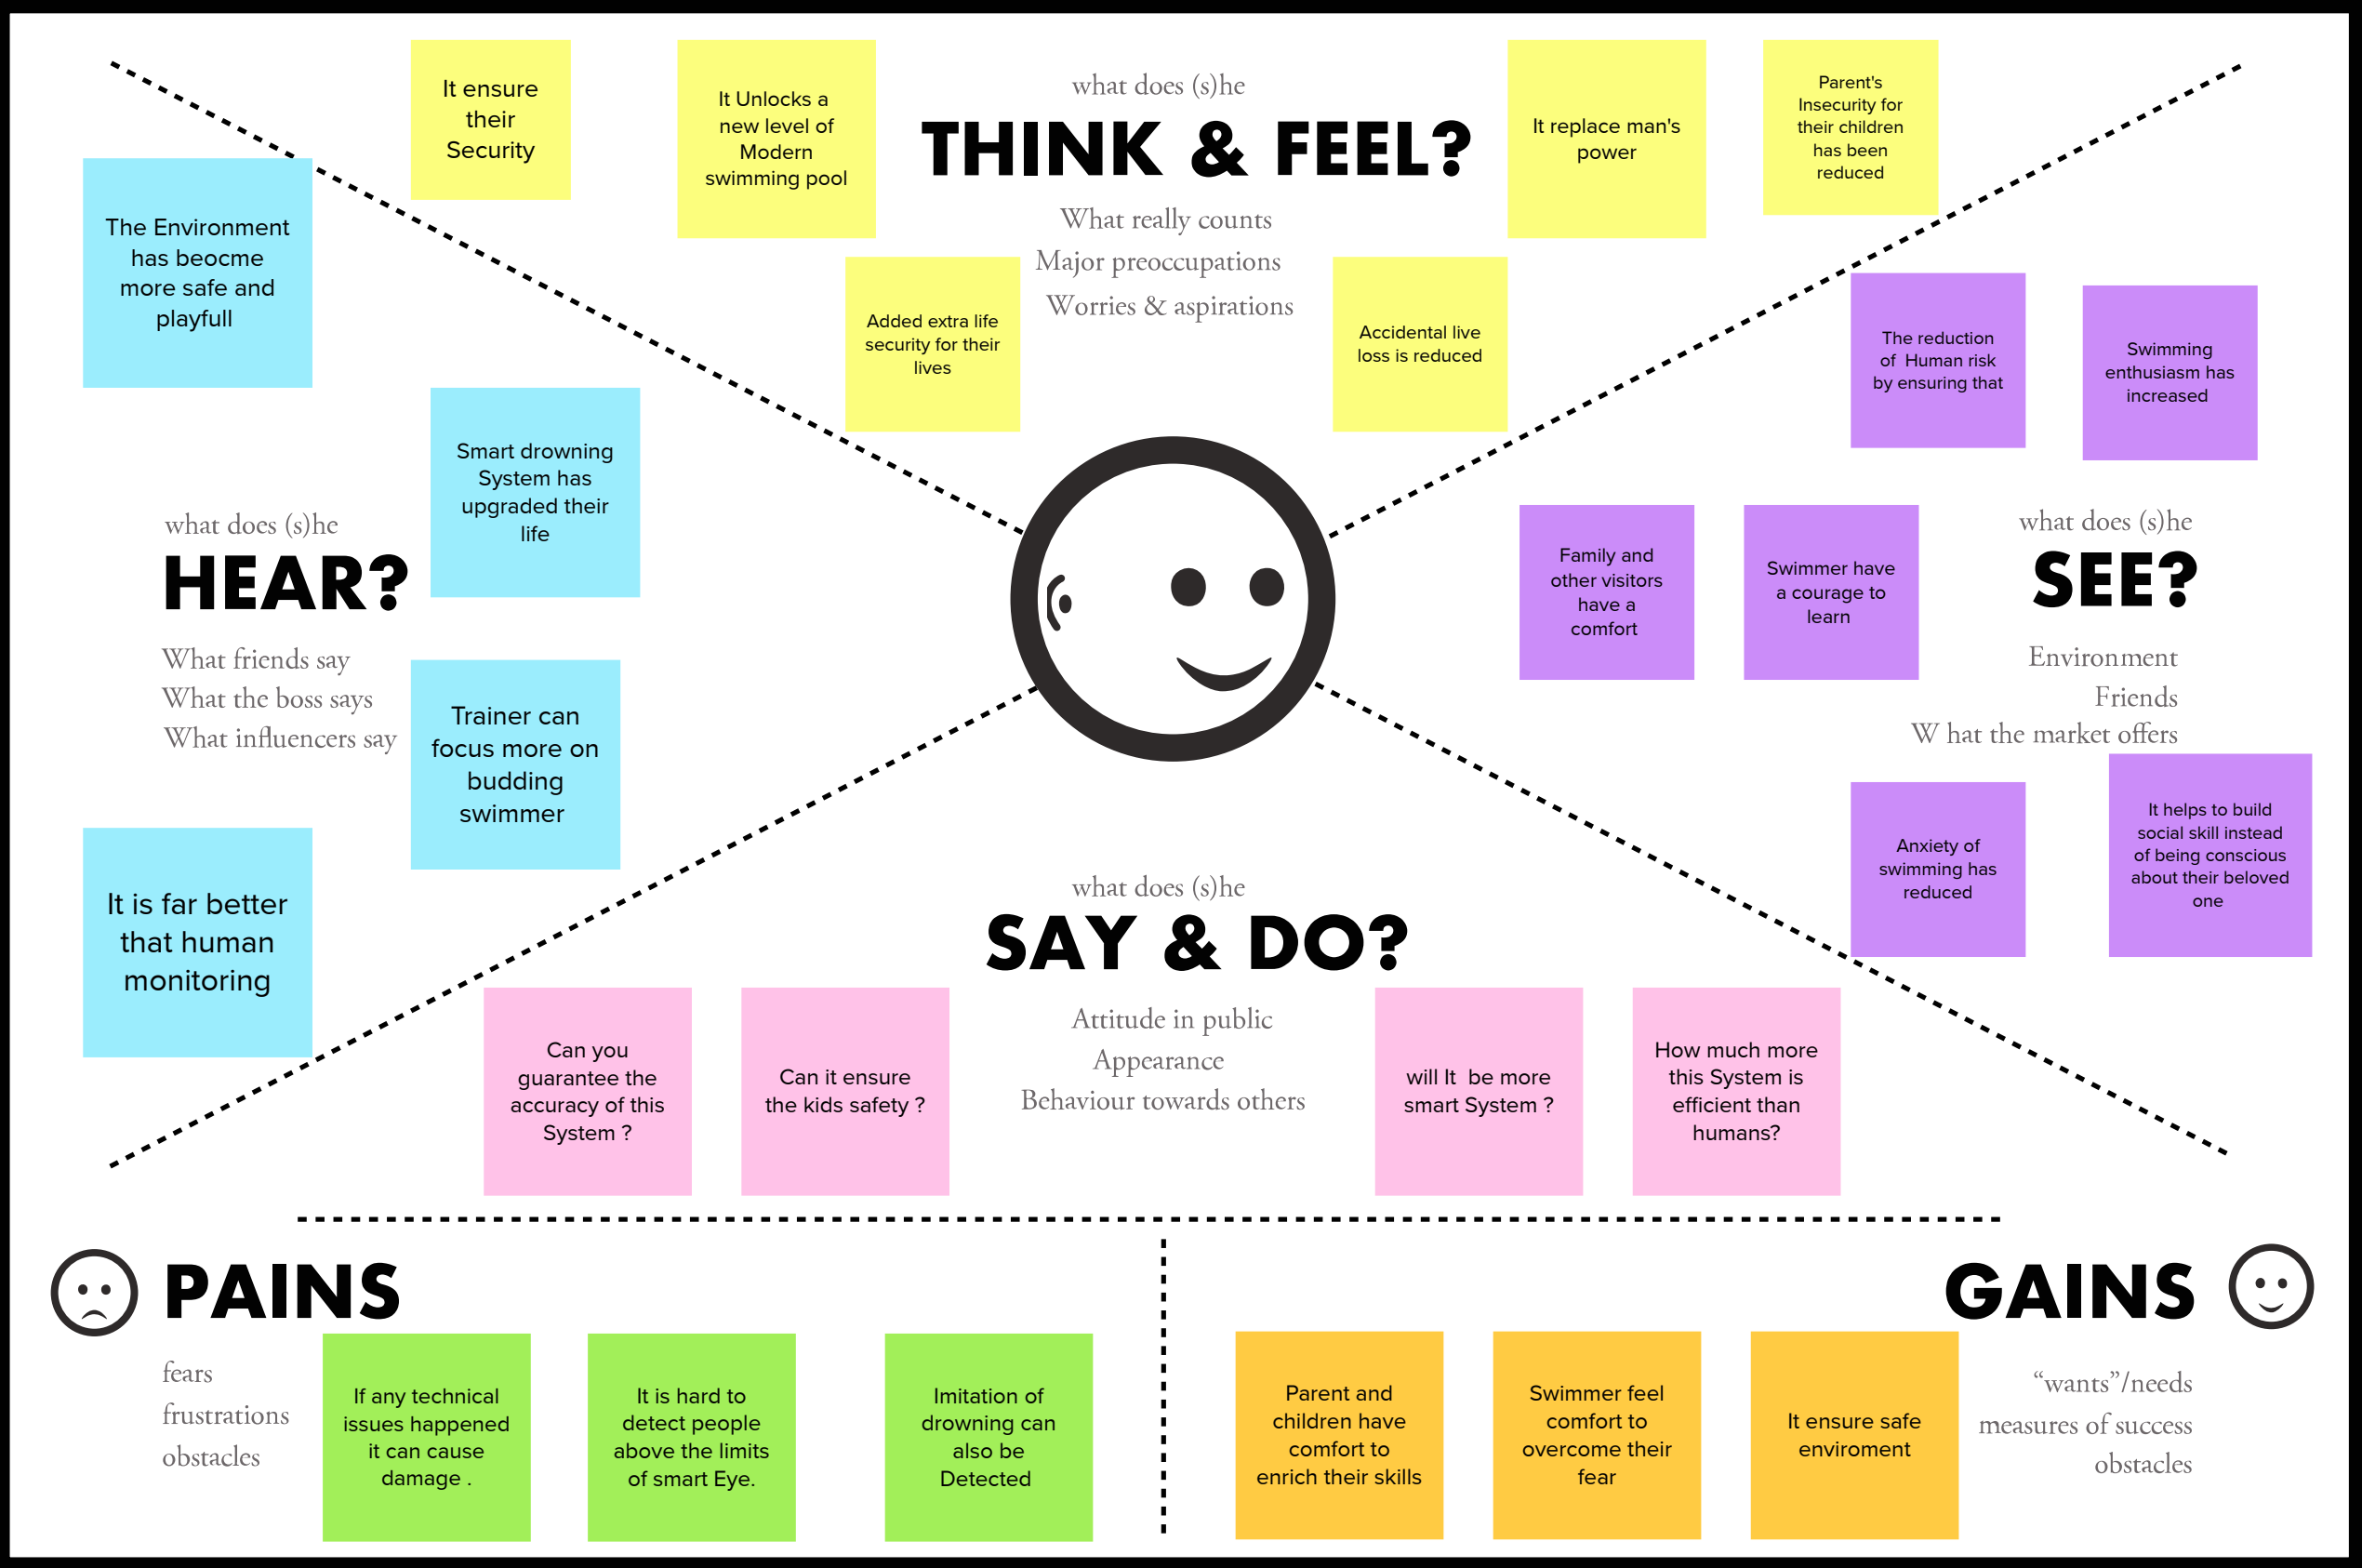 It ensure
their
Security
It Unlocks a
new level of
Modern
swimming pool
what does (s)he
THINK & FEEL?
What really counts
Major preoccupations
Worries & aspirations
It replace man's
power
Parent's
Insecurity for
their children
has been
reduced
Added extra life
security for their
lives
Accidental live
loss is reduced
The Environment
has beocme
more safe and
playfull
Smart drowning
System has
upgraded their
life
what does (s)he
HEAR?
What friends say
What the boss says
What influencers say
Trainer can
focus more on
budding
swimmer
It is far better
that human
monitoring
The reduction
of Human risk
by ensuring that
Swimming
enthusiasm has
increased
Family and
other visitors
have a
comfort
Swimmer have
a courage to
learn
what does (s)he
SEE?
Environment
Friends
W hat the market offers
Anxiety of
swimming has
reduced
It helps to build
social skill instead
of being conscious
about their beloved
one
what does (s)he
SAY & DO?
Attitude in public
Appearance
Behaviour towards others
Can you
guarantee the
accuracy of this
System ?
Can it ensure
the kids safety ?
will It be more
smart System ?
How much more
this System is
efficient than
humans?
PAINS
fears
frustrations
obstacles
If any technical
issues happened
it can cause
damage .
It is hard to
detect people
above the limits
of smart Eye.
Imitation of
drowning can
also be
Detected
GAINS
“wants”/needs
measures of success
obstacles
Parent and
children have
comfort to
enrich their skills
Swimmer feel
comfort to
overcome their
fear
It ensure safe
enviroment